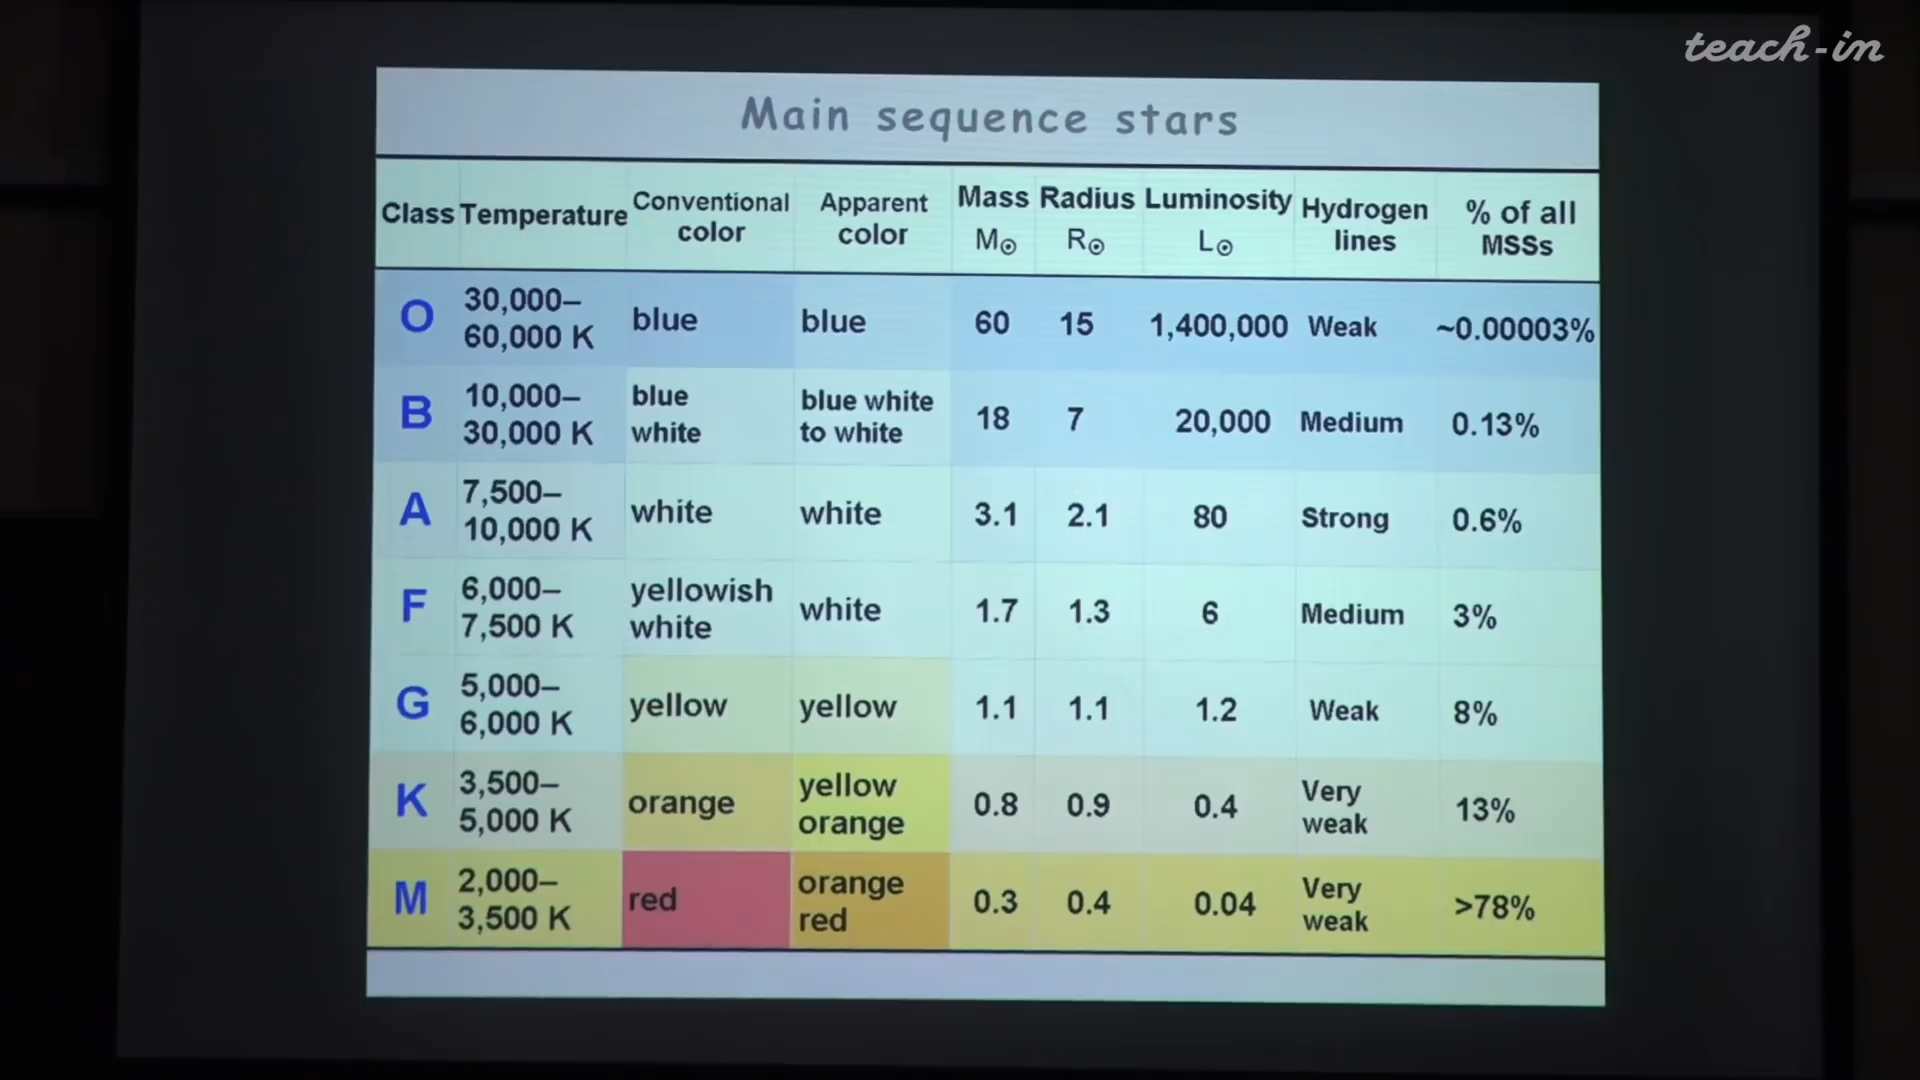 teach-in
Main sequence stars
Class Temperature Conventional color Apparent color Mass M☉ Radius R☉ Luminosity L☉ Hydrogen lines % of all MSSs
O 30,000–60,000 K blue blue 60 15 1,400,000 Weak ~0.00003%
B 10,000–30,000 K blue white blue white to white 18 7 20,000 Medium 0.13%
A 7,500–10,000 K white white 3.1 2.1 80 Strong 0.6%
F 6,000–7,500 K yellowish white white 1.7 1.3 6 Medium 3%
G 5,000–6,000 K yellow yellow 1.1 1.1 1.2 Weak 8%
K 3,500–5,000 K orange yellow orange 0.8 0.9 0.4 Very weak 13%
M 2,000–3,500 K red orange red 0.3 0.4 0.04 Very weak >78%